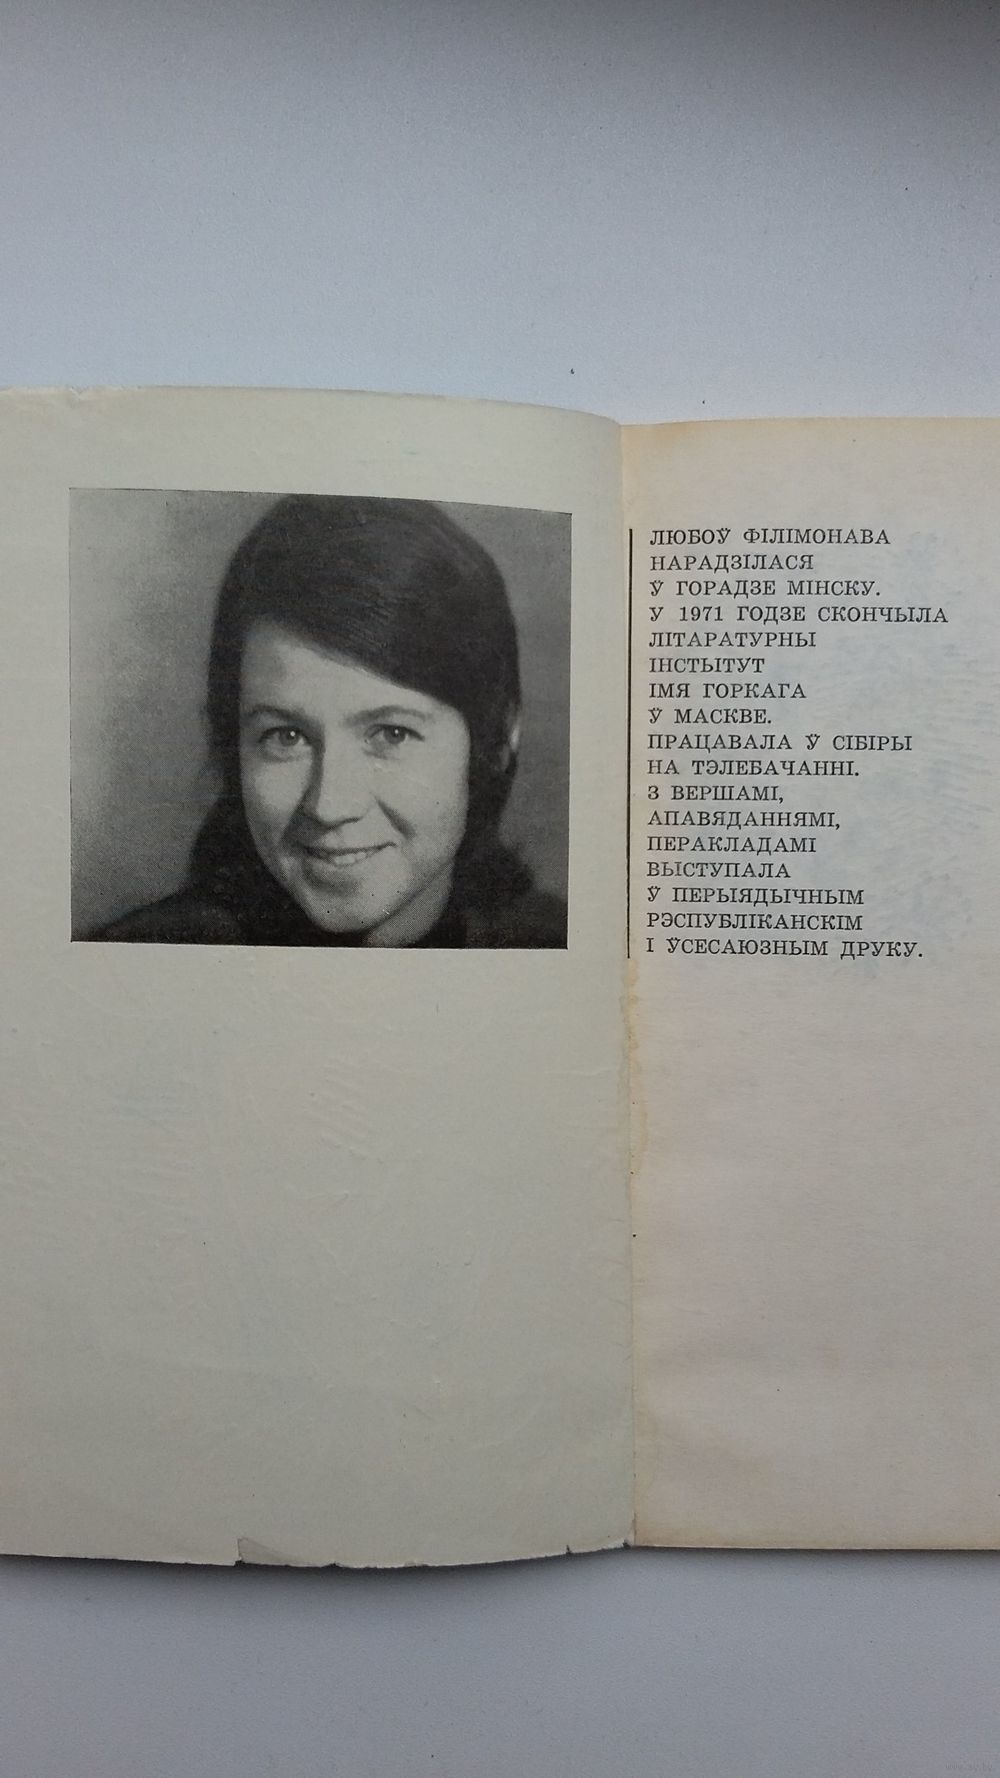 ЛЮБОЎ ФІЛІМОНАВА
НАРАДЗІЛАСЯ
Ў ГОРАДЗЕ МІНСКУ.
У 1971 ГОДЗЕ СКОНЧЫЛА
ЛІТАРАТУРНЫ
ІНСТЫТУТ
ІМЯ ГОРКАГА
Ў МАСКВЕ.
ПРАЦАВАЛА Ў СІБІРЫ
НА ТЭЛЕБАЧАННІ.
З ВЕРШАМІ,
АПАВЯДАННЯМІ,
ПЕРАКЛАДАМІ
ВЫСТУПАЛА
Ў ПЕРЫЯДЫЧНЫМ
РЭСПУБЛІКАНСКІМ
І ЎСЕСАЮЗНЫМ ДРУКУ.